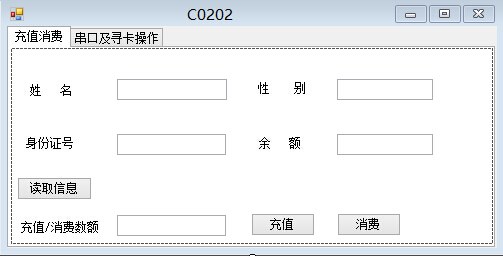 C0202
充值消费 串口及寻卡操作
姓 名 性 别
身份证号 余 额
读取信息
充值/消费数额 充值 消费